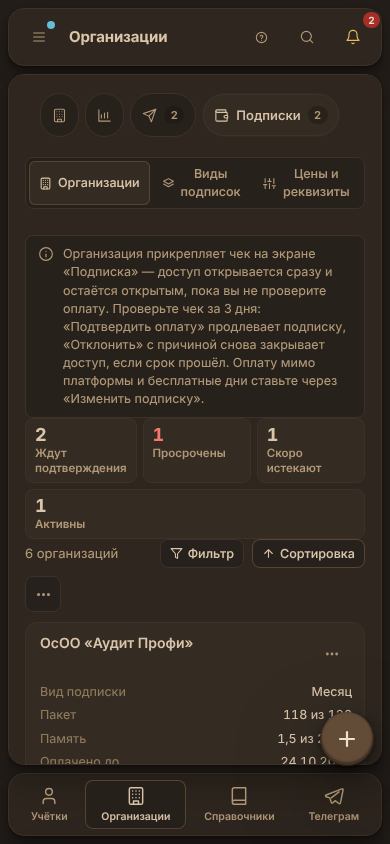 Организации
2
2
Подписки 2
Организации
Виды подписок
Цены и реквизиты
Организация прикрепляет чек на экране
«Подписка» — доступ открывается сразу и
остаётся открытым, пока вы не проверите
оплату. Проверьте чек за 3 дня:
«Подтвердить оплату» продлевает подписку,
«Отклонить» с причиной снова закрывает
доступ, если срок прошёл. Оплату мимо
платформы и бесплатные дни ставьте через
«Изменить подписку».
2
Ждут
подтверждения
1
Просрочены
1
Скоро
истекают
1
Активны
6 организаций
Фильтр
Сортировка
ОсОО «Аудит Профи»
Вид подписки Месяц
Пакет 118 из
Память 1,5 из
Оплачено до 24.10.20
Учётки
Организации
Справочники
Телеграм